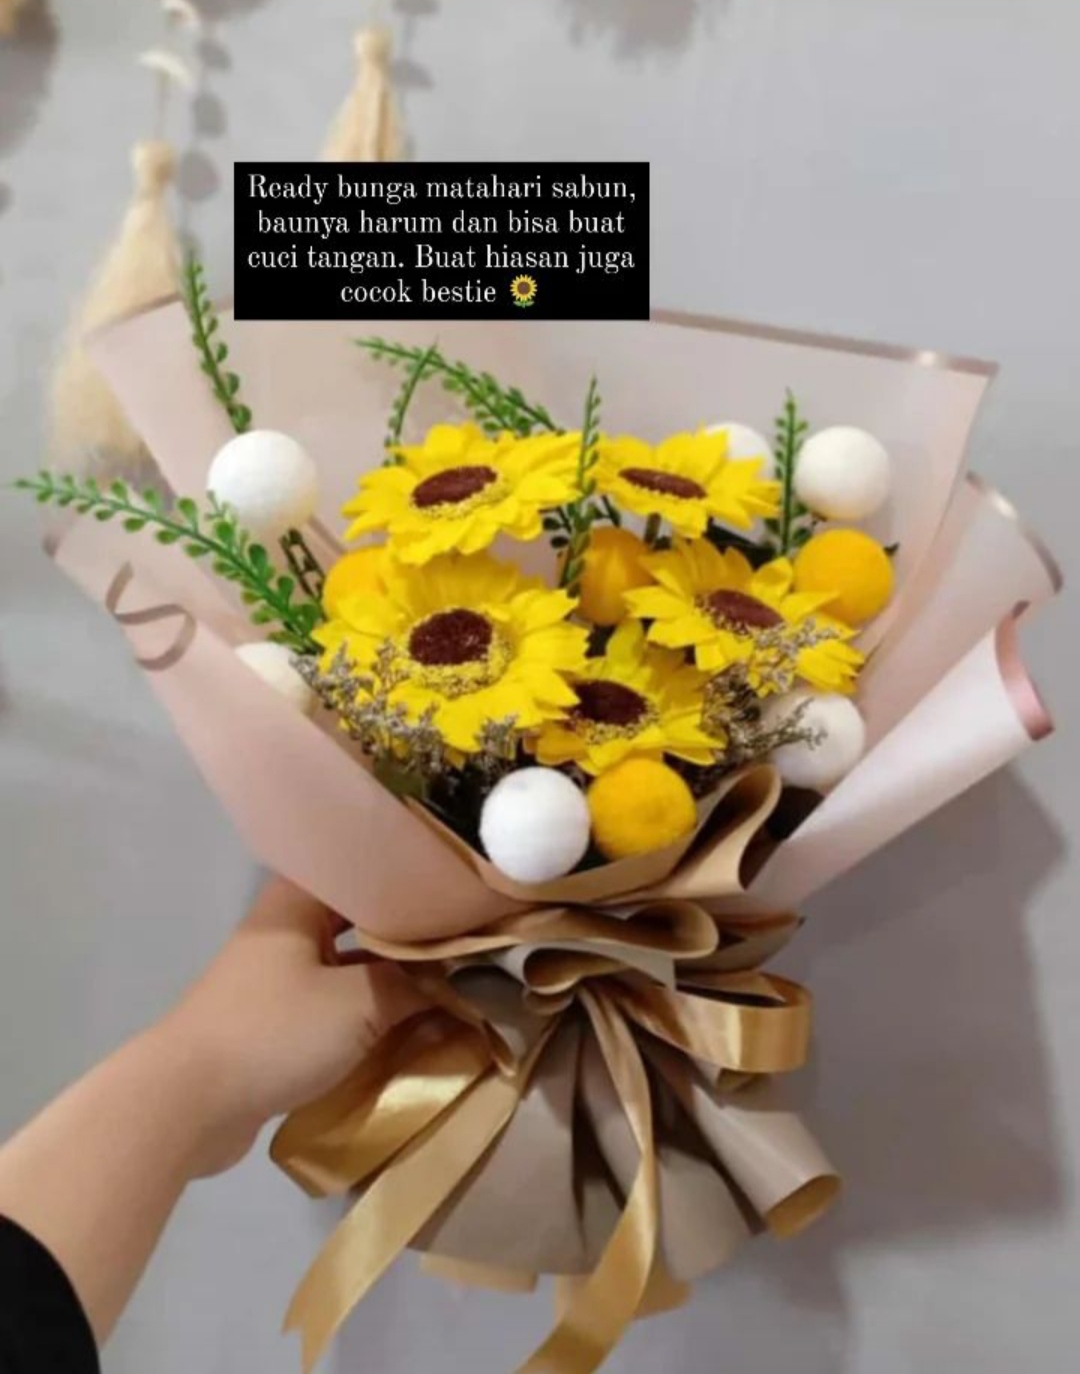 Ready bunga matahari sabun,
baunya harum dan bisa buat
cuci tangan. Buat hiasan juga
cocok bestie 🌻